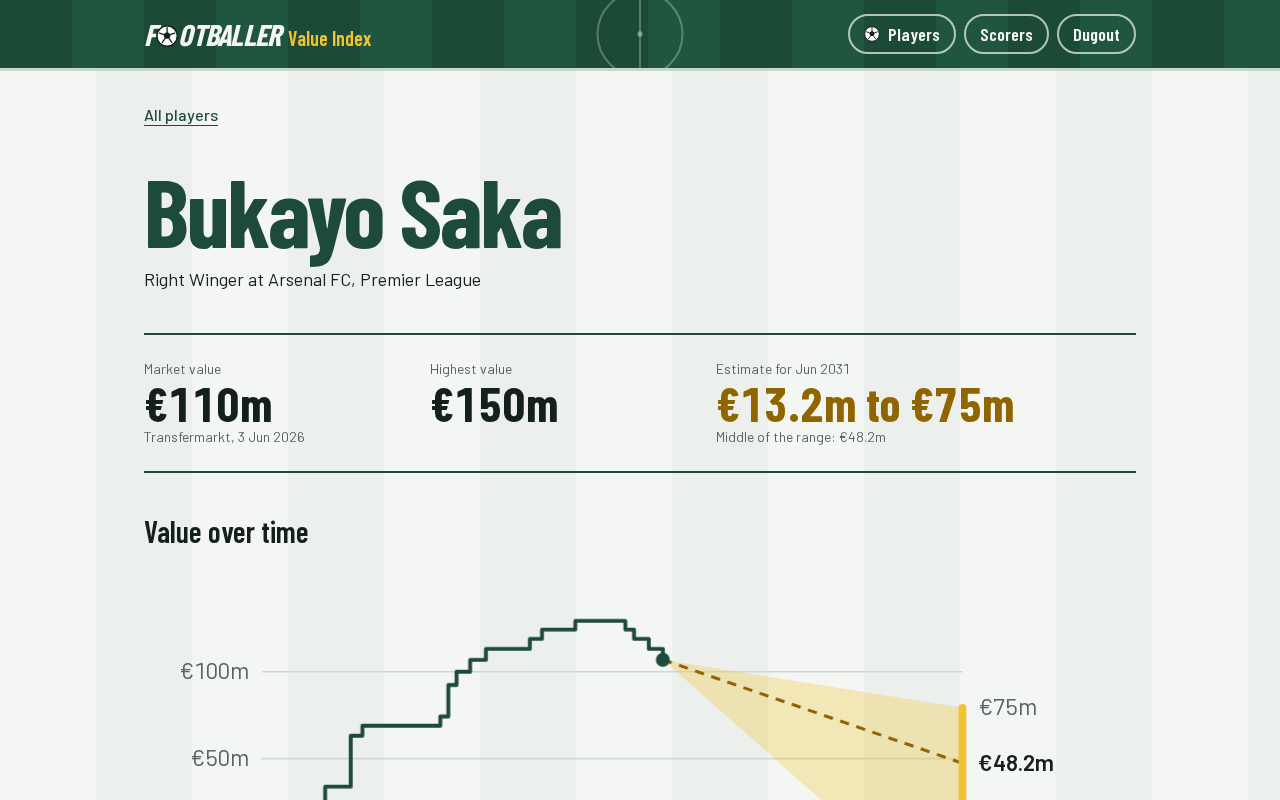 FOOTBALLER Value Index
Players
Scorers
Dugout
All players
Bukayo Saka
Right Winger at Arsenal FC, Premier League
Market value
€110m
Transfermarkt, 3 Jun 2026
Highest value
€150m
Estimate for Jun 2031
€13.2m to €75m
Middle of the range: €48.2m
Value over time
€100m
€50m
€75m
€48.2m